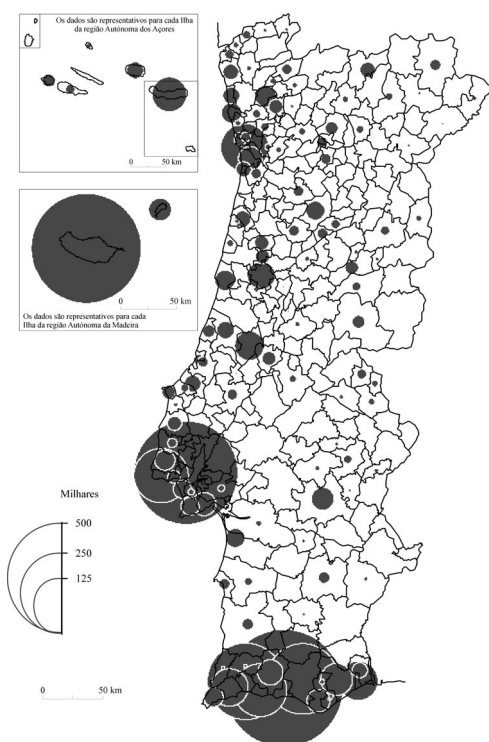 Os dados são representativos para cada Ilha
da região Autónoma dos Açores
0 50 km
0 50 km
Os dados são representativos para cada
Ilha da região Autónoma da Madeira
Milhares
500
250
125
0 50 km